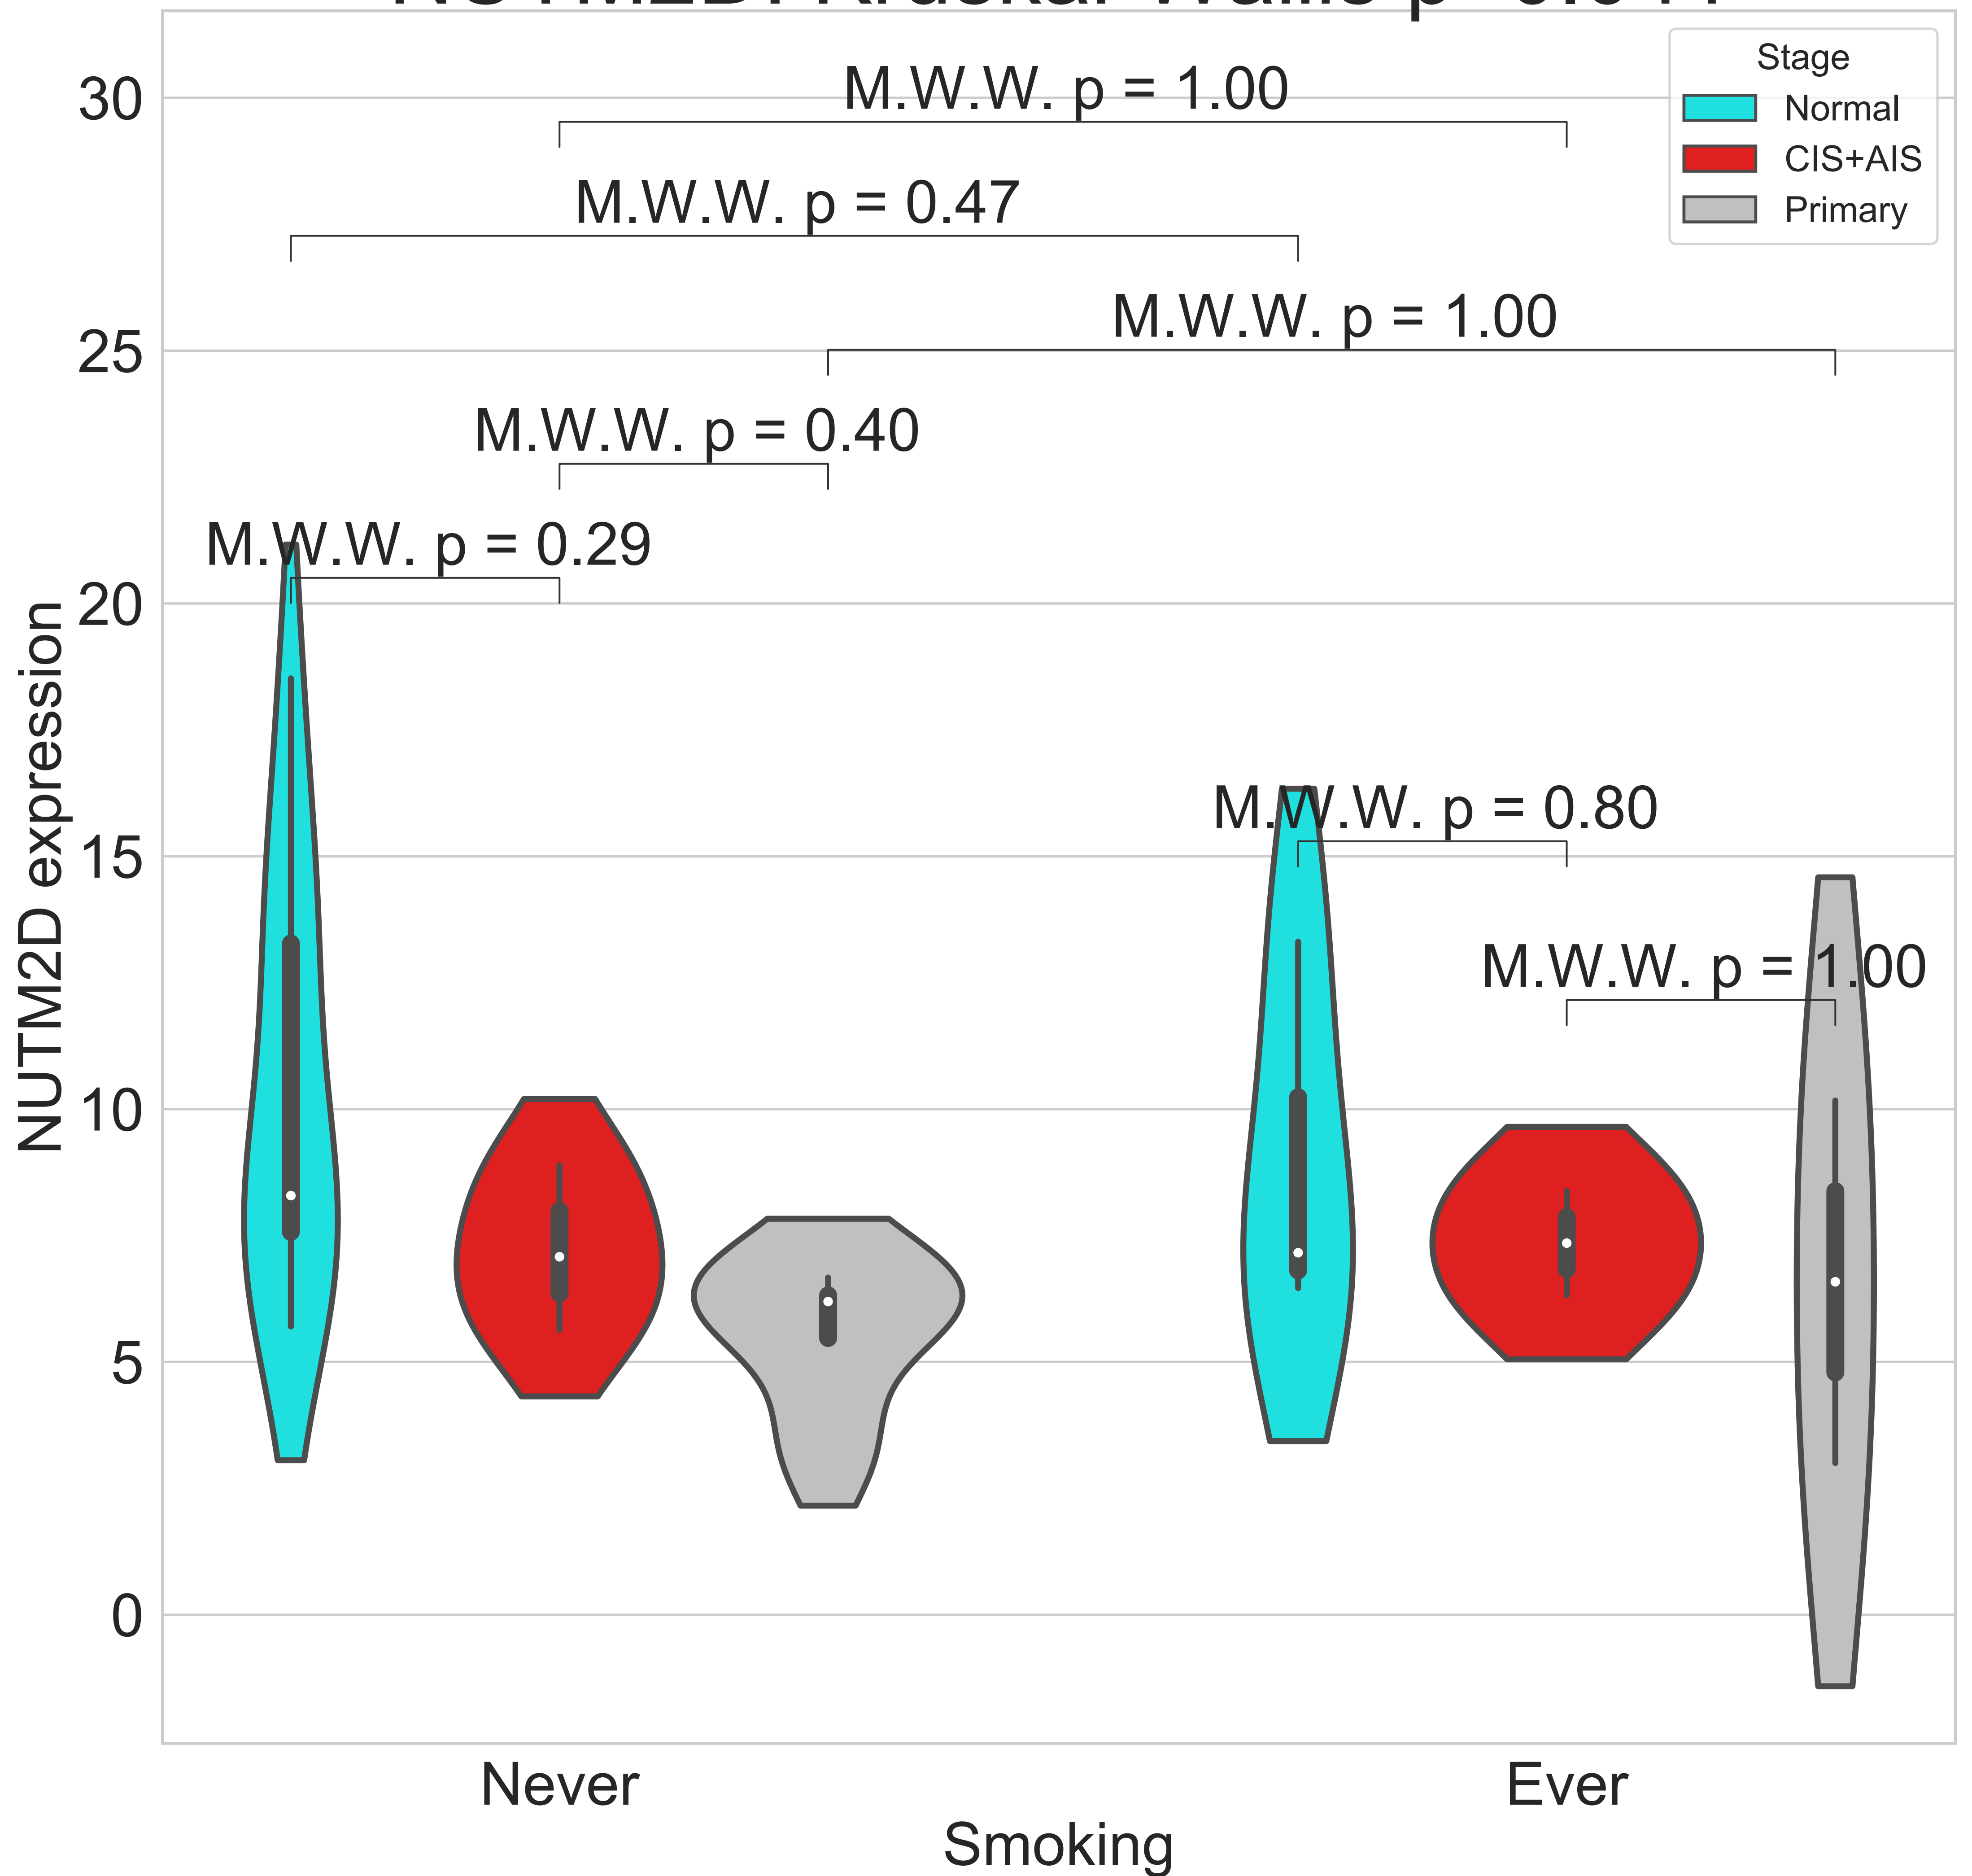 Stage
Normal
CIS+AIS
Primary
M.W.W. p = 1.00
M.W.W. p = 0.47
M.W.W. p = 1.00
M.W.W. p = 0.40
M.W.W. p = 0.29
M.W.W. p = 0.80
M.W.W. p = 1.00
30
25
20
15
10
5
0
NUTM2D expression
Never
Ever
Smoking